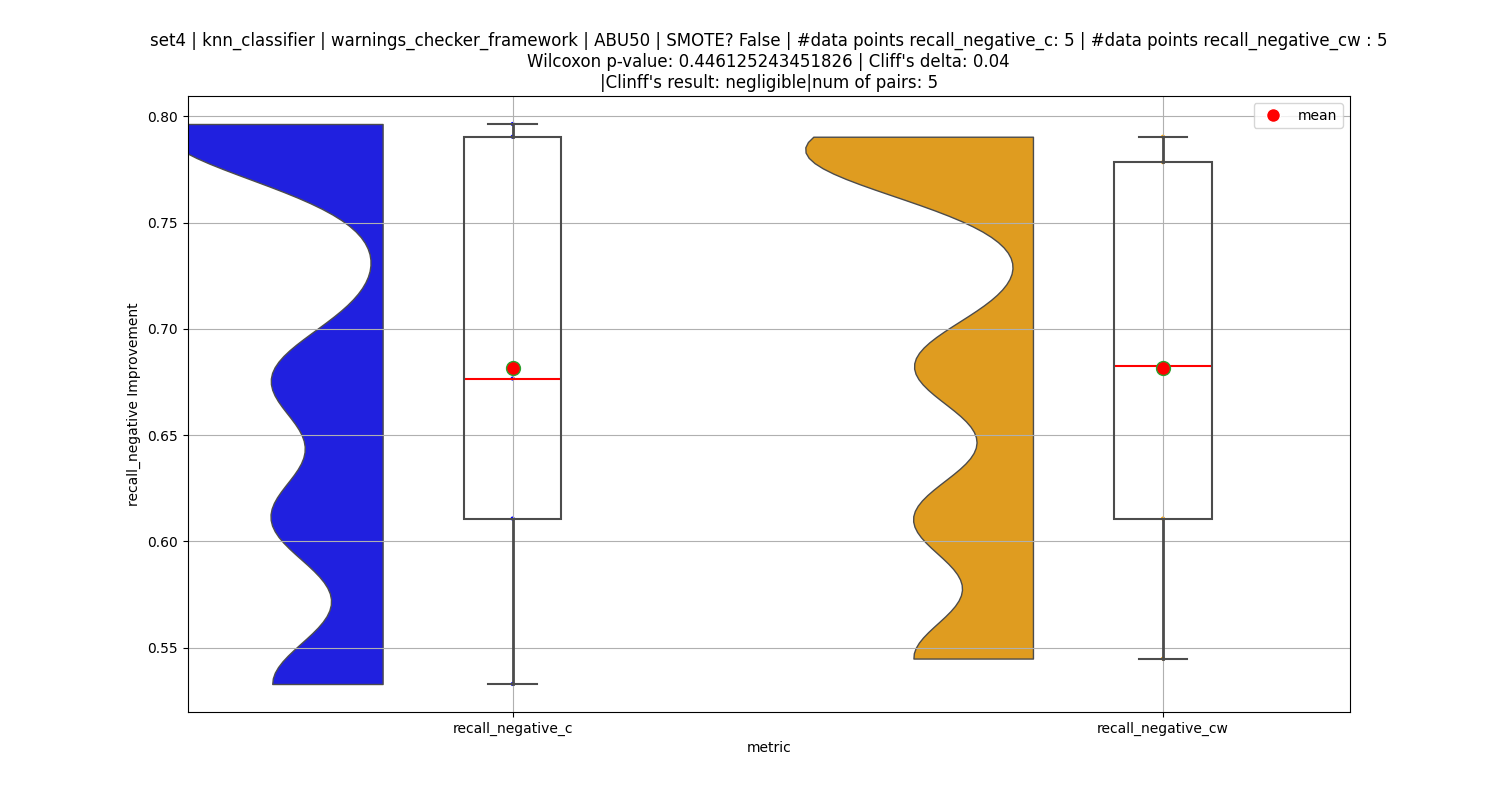 set4 | knn_classifier | warnings_checker_framework | ABU50 | SMOTE? False | #data points recall_negative_c: 5 | #data points recall_negative_cw : 5
Wilcoxon p-value: 0.446125243451826 | Cliff's delta: 0.04
|Clinff's result: negligible|num of pairs: 5
mean
0.80
0.75
0.70
0.65
0.60
0.55
recall_negative Improvement
recall_negative_c
recall_negative_cw
metric